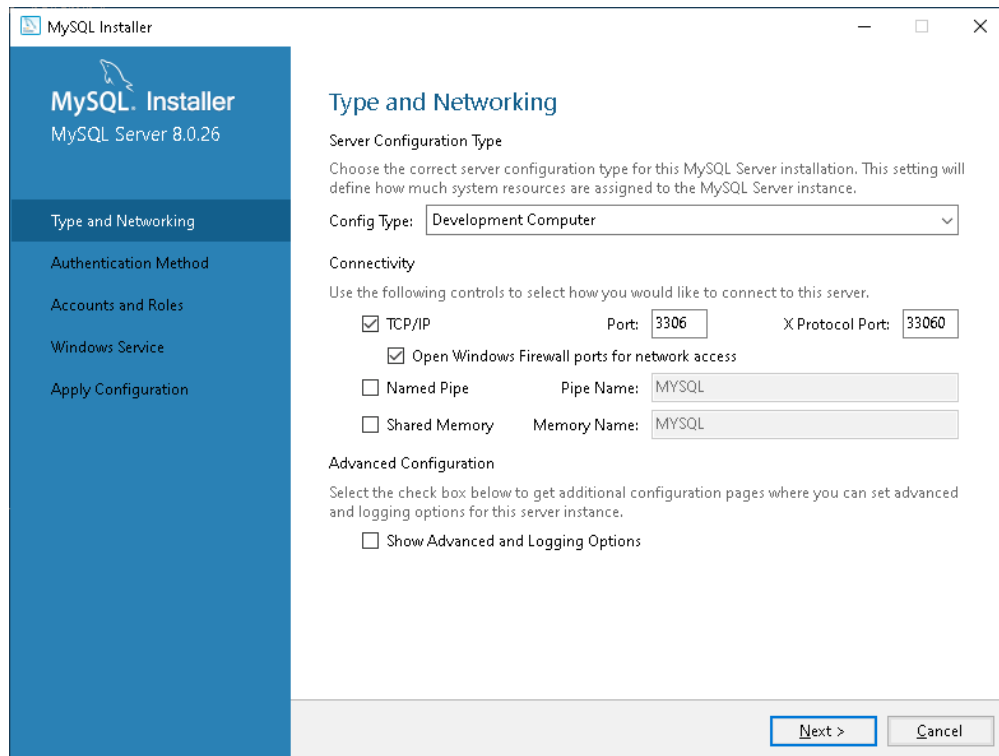 MySQL Installer
MySQL. Installer
MySQL Server 8.0.26
Type and Networking
Authentication Method
Accounts and Roles
Windows Service
Apply Configuration
Type and Networking
Server Configuration Type
Choose the correct server configuration type for this MySQL Server installation. This setting will
define how much system resources are assigned to the MySQL Server instance.
Config Type: Development Computer
Connectivity
Use the following controls to select how you would like to connect to this server.
TCP/IP Port: 3306 X Protocol Port: 33060
Open Windows Firewall ports for network access
Named Pipe Pipe Name: MYSQL
Shared Memory Memory Name: MYSQL
Advanced Configuration
Select the check box below to get additional configuration pages where you can set advanced
and logging options for this server instance.
Show Advanced and Logging Options
Next > Cancel